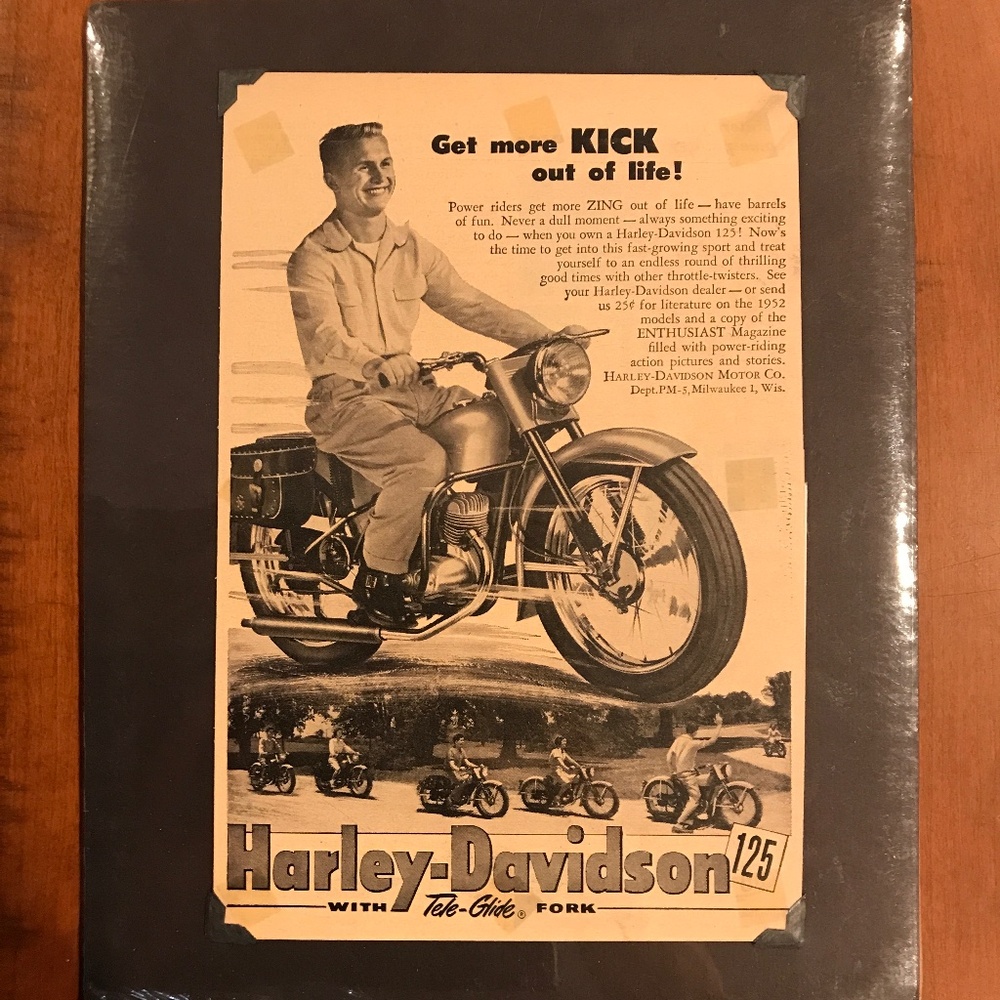 Get more KICK
out of life!
Power riders get more ZING out of life — have barrels
of fun. Never a dull moment — always something exciting
to do — when you own a Harley-Davidson 125! Now's
the time to get into this fast-growing sport and treat
yourself to an endless round of thrilling
good times with other throttle-twisters. See
your Harley-Davidson dealer — or send
us 25¢ for literature on the 1952
models and a copy of the
ENTHUSIAST Magazine
filled with power-riding
action pictures and stories.
HARLEY-DAVIDSON MOTOR CO.
Dept.PM-5, Milwaukee 1, Wis.
Harley-Davidson 125
WITH Tele-Glide® FORK